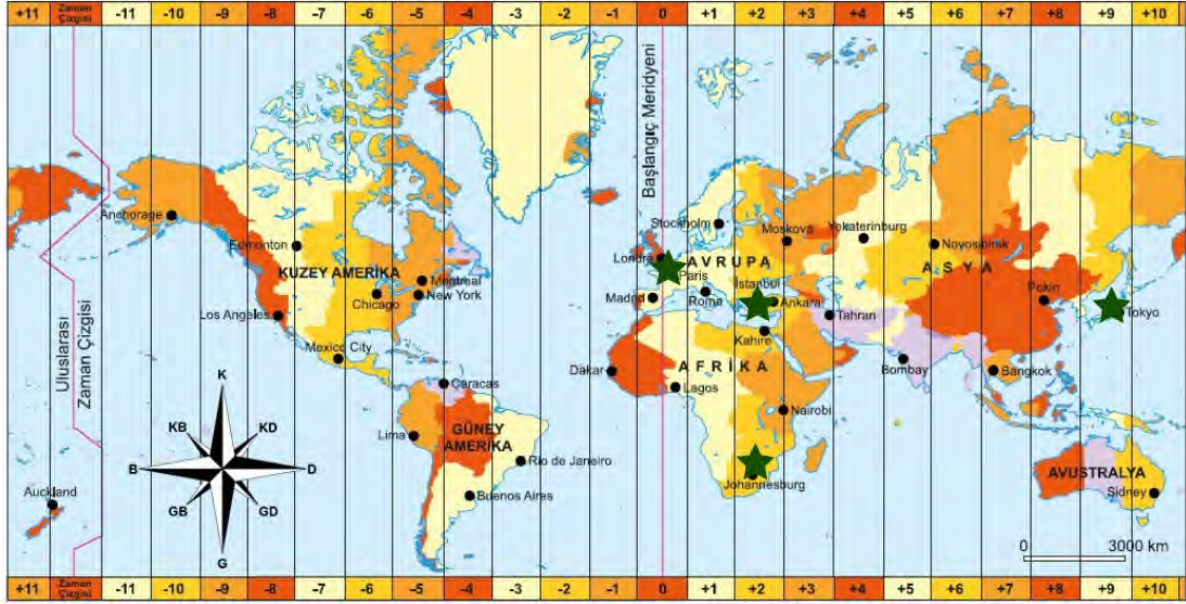 +11 Zaman Çizgisi -11 -10 -9 -8 -7 -6 -5 -4 -3 -2 -1 0 +1 +2 +3 +4 +5 +6 +7 +8 +9 +10
Başlangıç Meridyeni
Uluslarası
Zaman Çizgisi
Anchorage
Edmonton
KUZEY AMERİKA
Montreal
Chicago
New York
Los Angeles
Mexico City
Caracas
Lima
GÜNEY
AMERİKA
Rio de Janeiro
Buenos Aires
Stockholm
Moskova
Yekaterinburg
Novosibirsk
Londra
AVRUPA
ASYA
Paris
İstanbul
Madrid
Roma
Ankara
Pekin
Tokyo
Tahran
Kahire
AFRİKA
Dakar
Bombay
Bangkok
Lagos
Nairobi
Johannesburg
AVUSTRALYA
Sidney
Auckland
K
KB
KD
B
D
GB
GD
G
0 3000 km
+11 Zaman Çizgisi -11 -10 -9 -8 -7 -6 -5 -4 -3 -2 -1 0 +1 +2 +3 +4 +5 +6 +7 +8 +9 +10